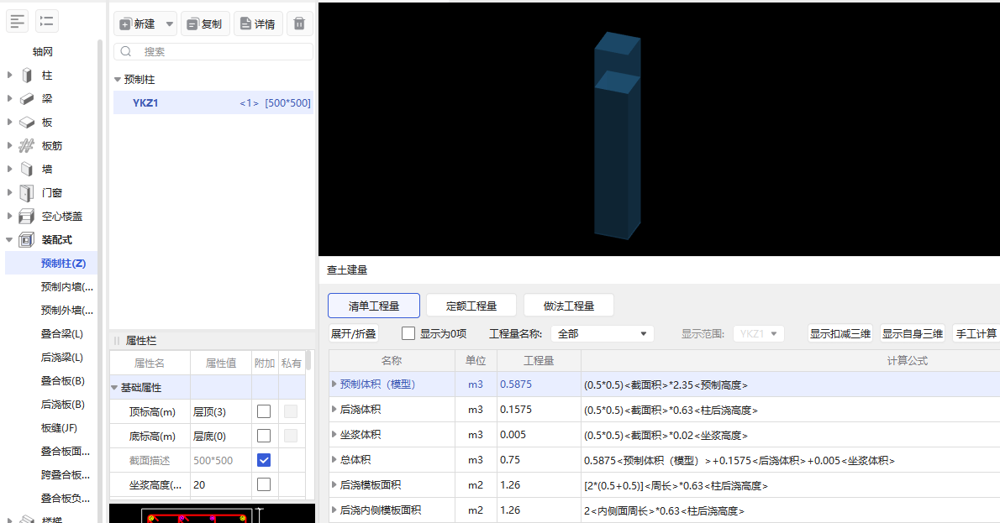 轴网
柱
梁
板
板筋
墙
门窗
空心楼盖
装配式
预制柱(Z)
预制内墙(...
预制外墙(...
叠合梁(L)
后浇梁(L)
叠合板(B)
后浇板(B)
板缝(JF)
叠合板面...
跨叠合板...
叠合板负...
楼梯
新建 复制 详情
搜索
预制柱
YKZ1 <1> [500*500]
属性栏
属性名 属性值 附加 私有
基础属性
顶标高(m) 层顶(3)
底标高(m) 层底(0)
截面描述 500*500
坐浆高度(... 20
查土建量
清单工程量 定额工程量 做法工程量
展开/折叠 显示为0项 工程量名称: 全部 显示范围: YKZ1 显示扣减三维 显示自身三维 手工计算
名称 单位 工程量 计算公式
预制体积（模型） m3 0.5875 (0.5*0.5)<截面积>*2.35<预制高度>
后浇体积 m3 0.1575 (0.5*0.5)<截面积>*0.63<柱后浇高度>
坐浆体积 m3 0.005 (0.5*0.5)<截面积>*0.02<坐浆高度>
总体积 m3 0.75 0.5875<预制体积（模型）>+0.1575<后浇体积>+0.005<坐浆体积>
后浇模板面积 m2 1.26 [2*(0.5+0.5)]<周长>*0.63<柱后浇高度>
后浇内侧模板面积 m2 1.26 2<内侧面周长>*0.63<柱后浇高度>